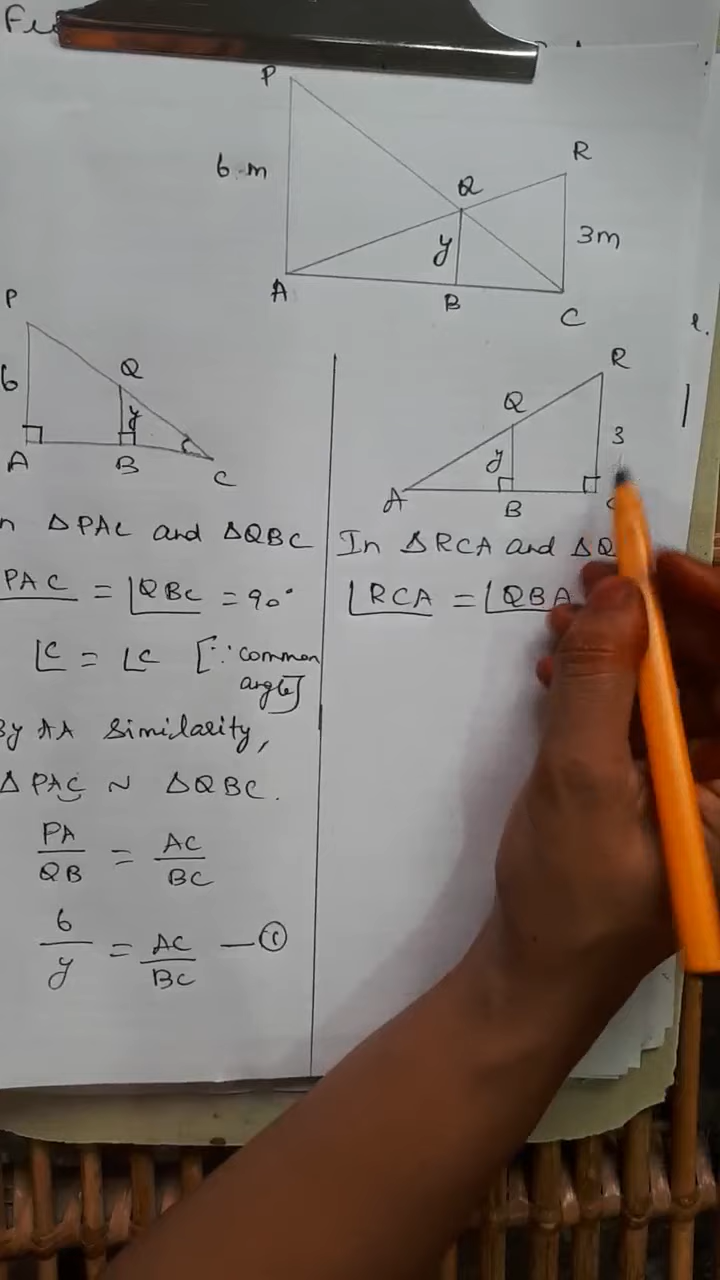 P
R
6 m
Q
3m
y
A
B
C
P
Q
6
y
A
B
C
R
Q
3
y
A
B
n ΔPAC and ΔQBC
PAC = ∠QBC = 90°
∠C = ∠C [∵ common
angle]
By AA Similarity,
Δ PAC ~ ΔQBC.
PA/QB = AC/BC
6/y = AC/BC —①
In ΔRCA and ΔQ
∠RCA = ∠QBA